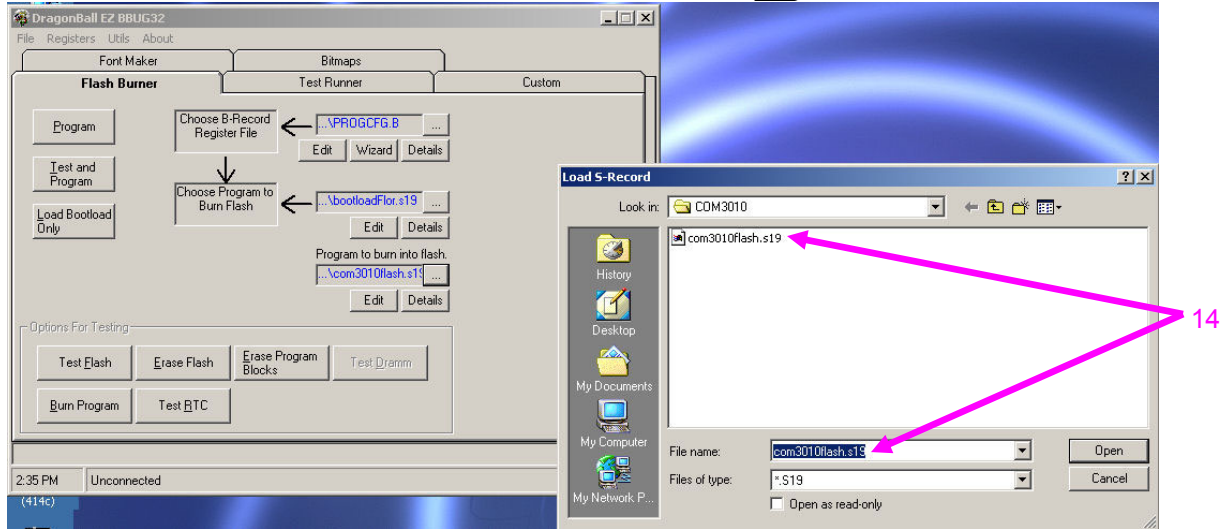 DragonBall EZ BBUG32
File Registers Utils About
Font Maker Bitmaps
Flash Burner Test Runner Custom
Program
Choose B-Record
Register File
...\PROGCFG.B ...
Edit Wizard Details
Test and
Program
Choose Program to
Burn Flash
...\bootloadFlor.s19 ...
Load Bootload
Only
Edit Details
Program to burn into flash.
...\com3010flash.s19 ...
Edit Details
Options For Testing
Test Flash Erase Flash Erase Program
Blocks Test Dramm
Burn Program Test RTC
2:35 PM Unconnected
(414c)
Load S-Record
Look in: COM3010
com3010flash.s19
History
Desktop
My Documents
My Computer
My Network P...
File name: com3010flash.s19 Open
Files of type: *.S19 Cancel
Open as read-only
14